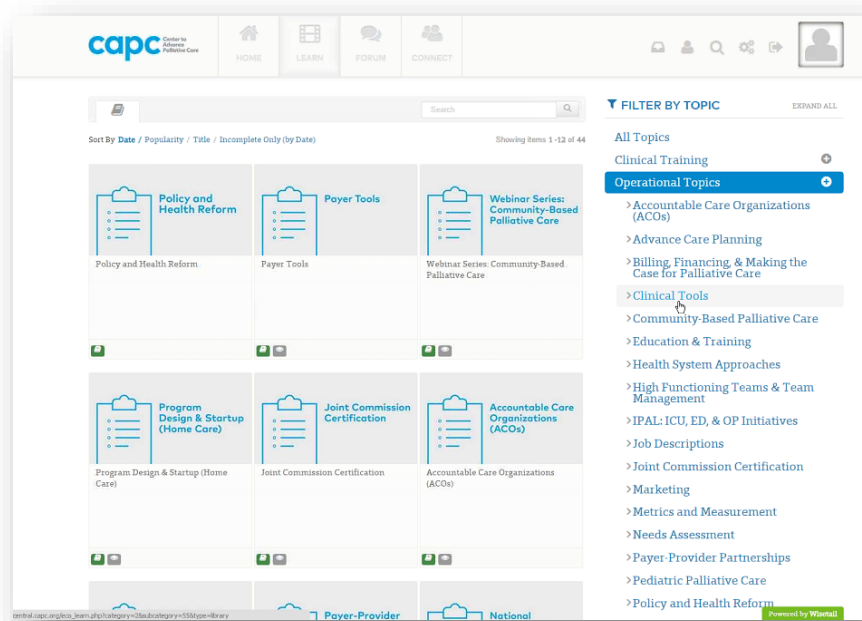 capc Center to
Advance
Palliative Care
HOME
LEARN
FORUM
CONNECT
Search
Sort By Date / Popularity / Title / Incomplete Only (by Date)
Showing items 1-12 of 44
Policy and
Health Reform
Payer Tools
Webinar Series:
Community-Based
Palliative Care
Policy and Health Reform
Payer Tools
Webinar Series: Community-Based
Palliative Care
Program
Design & Startup
(Home Care)
Joint Commission
Certification
Accountable Care
Organizations
(ACOs)
Program Design & Startup (Home
Care)
Joint Commission Certification
Accountable Care Organizations
(ACOs)
Payer-Provider
National
central.capc.org/eco_learn.php?category=2&subcategory=55&type=library
FILTER BY TOPIC
EXPAND ALL
All Topics
Clinical Training
Operational Topics
Accountable Care Organizations
(ACOs)
Advance Care Planning
Billing, Financing, & Making the
Case for Palliative Care
Clinical Tools
Community-Based Palliative Care
Education & Training
Health System Approaches
High Functioning Teams & Team
Management
IPAL: ICU, ED, & OP Initiatives
Job Descriptions
Joint Commission Certification
Marketing
Metrics and Measurement
Needs Assessment
Payer-Provider Partnerships
Pediatric Palliative Care
Policy and Health Reform
Powered by Wisetail